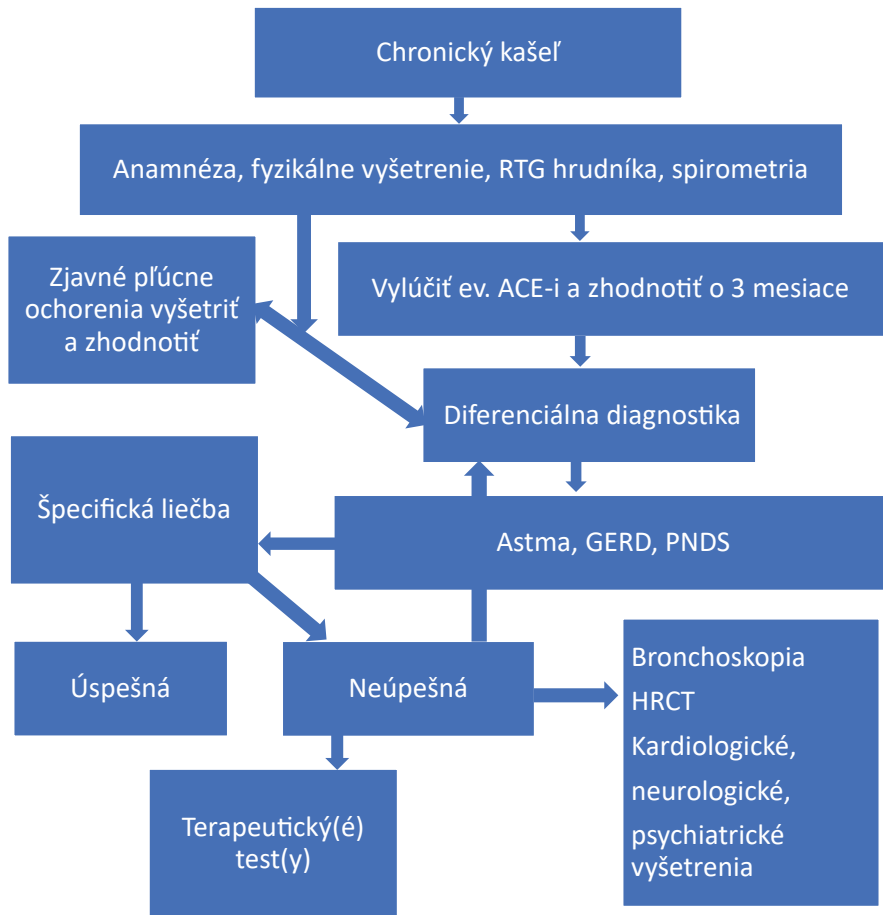 Chronický kašeľ
Anamnéza, fyzikálne vyšetrenie, RTG hrudníka, spirometria
Zjavné pľúcne
ochorenia vyšetriť
a zhodnotiť
Vylúčiť ev. ACE-i a zhodnotiť o 3 mesiace
Diferenciálna diagnostika
Špecifická liečba
Astma, GERD, PNDS
Úspešná
Neúpešná
Bronchoskopia
HRCT
Kardiologické,
neurologické,
psychiatrické
vyšetrenia
Terapeutický(é)
test(y)